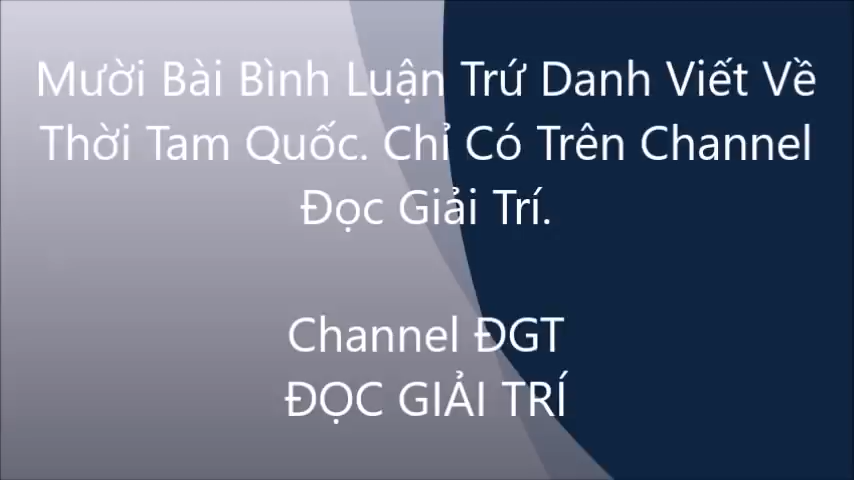 Mười Bài Bình Luận Trứ Danh Viết Về
Thời Tam Quốc. Chỉ Có Trên Channel
Đọc Giải Trí.
Channel ĐGT
ĐỌC GIẢI TRÍ